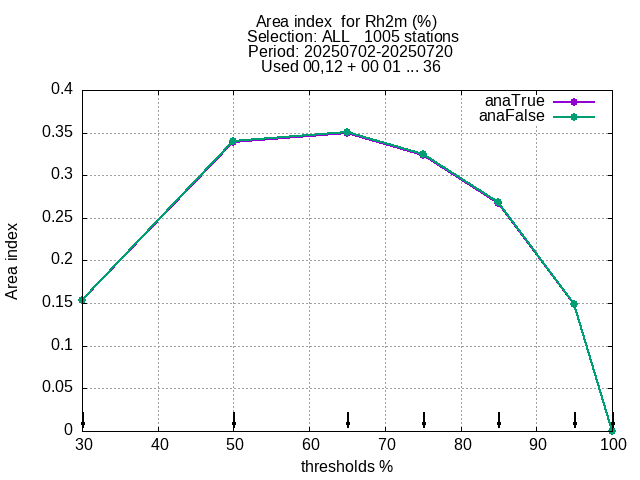 Area index  for Rh2m (%)
Selection: ALL   1005 stations
Period: 20250702-20250720
Used 00,12 + 00 01 ... 36
anaTrue
anaFalse
0.4
0.35
0.3
0.25
0.2
0.15
0.1
0.05
0
Area index
30 40 50 60 70 80 90 100
thresholds %